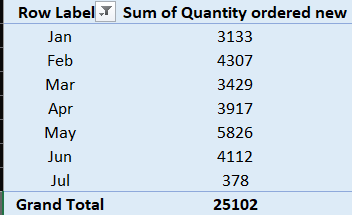 Row Label Sum of Quantity ordered new
Jan 3133
Feb 4307
Mar 3429
Apr 3917
May 5826
Jun 4112
Jul 378
Grand Total 25102